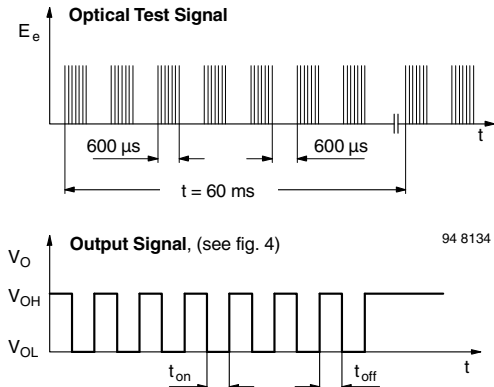 Optical Test Signal
E e
t
600 μs
600 μs
t = 60 ms
Output Signal, (see fig. 4)
94 8134
V O
V OH
V OL
t on
t off
t